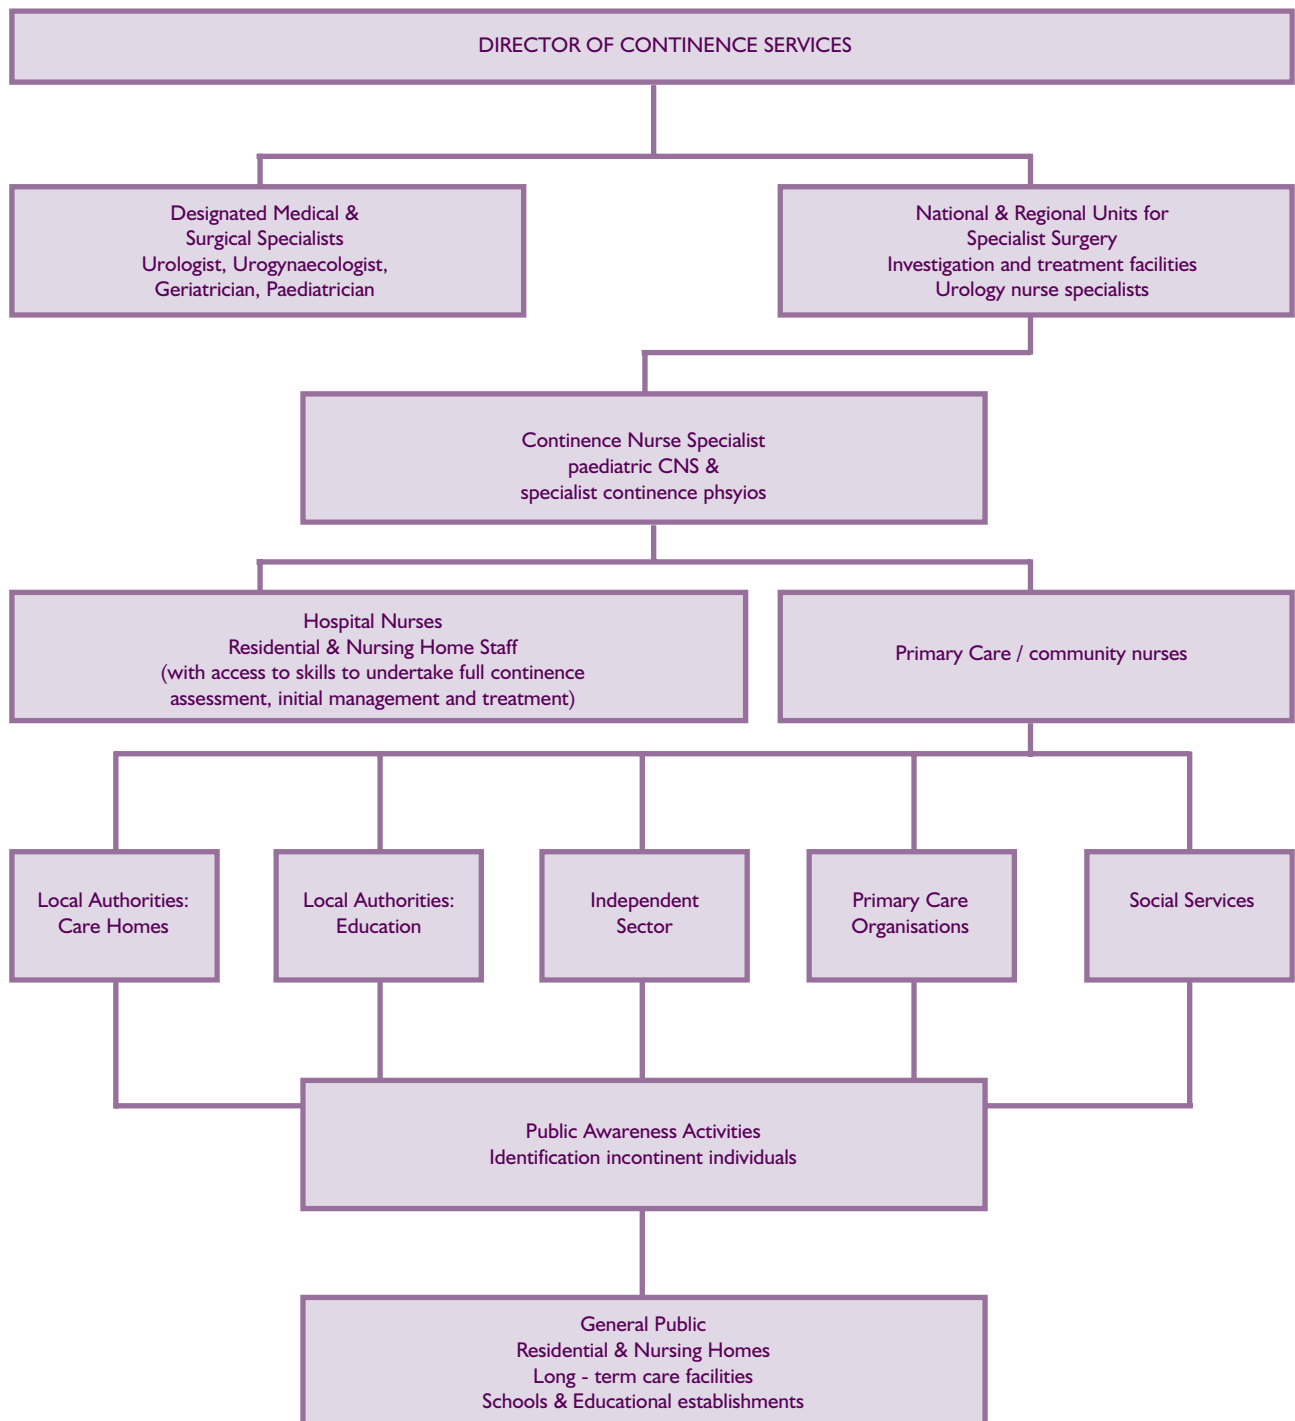 DIRECTOR OF CONTINENCE SERVICES
Designated Medical &
Surgical Specialists
Urologist, Urogynaecologist,
Geriatrician, Paediatrician
National & Regional Units for
Specialist Surgery
Investigation and treatment facilities
Urology nurse specialists
Continence Nurse Specialist
paediatric CNS &
specialist continence phsyios
Hospital Nurses
Residential & Nursing Home Staff
(with access to skills to undertake full continence
assessment, initial management and treatment)
Primary Care / community nurses
Local Authorities:
Care Homes
Local Authorities:
Education
Independent
Sector
Primary Care
Organisations
Social Services
Public Awareness Activities
Identification incontinent individuals
General Public
Residential & Nursing Homes
Long - term care facilities
Schools & Educational establishments